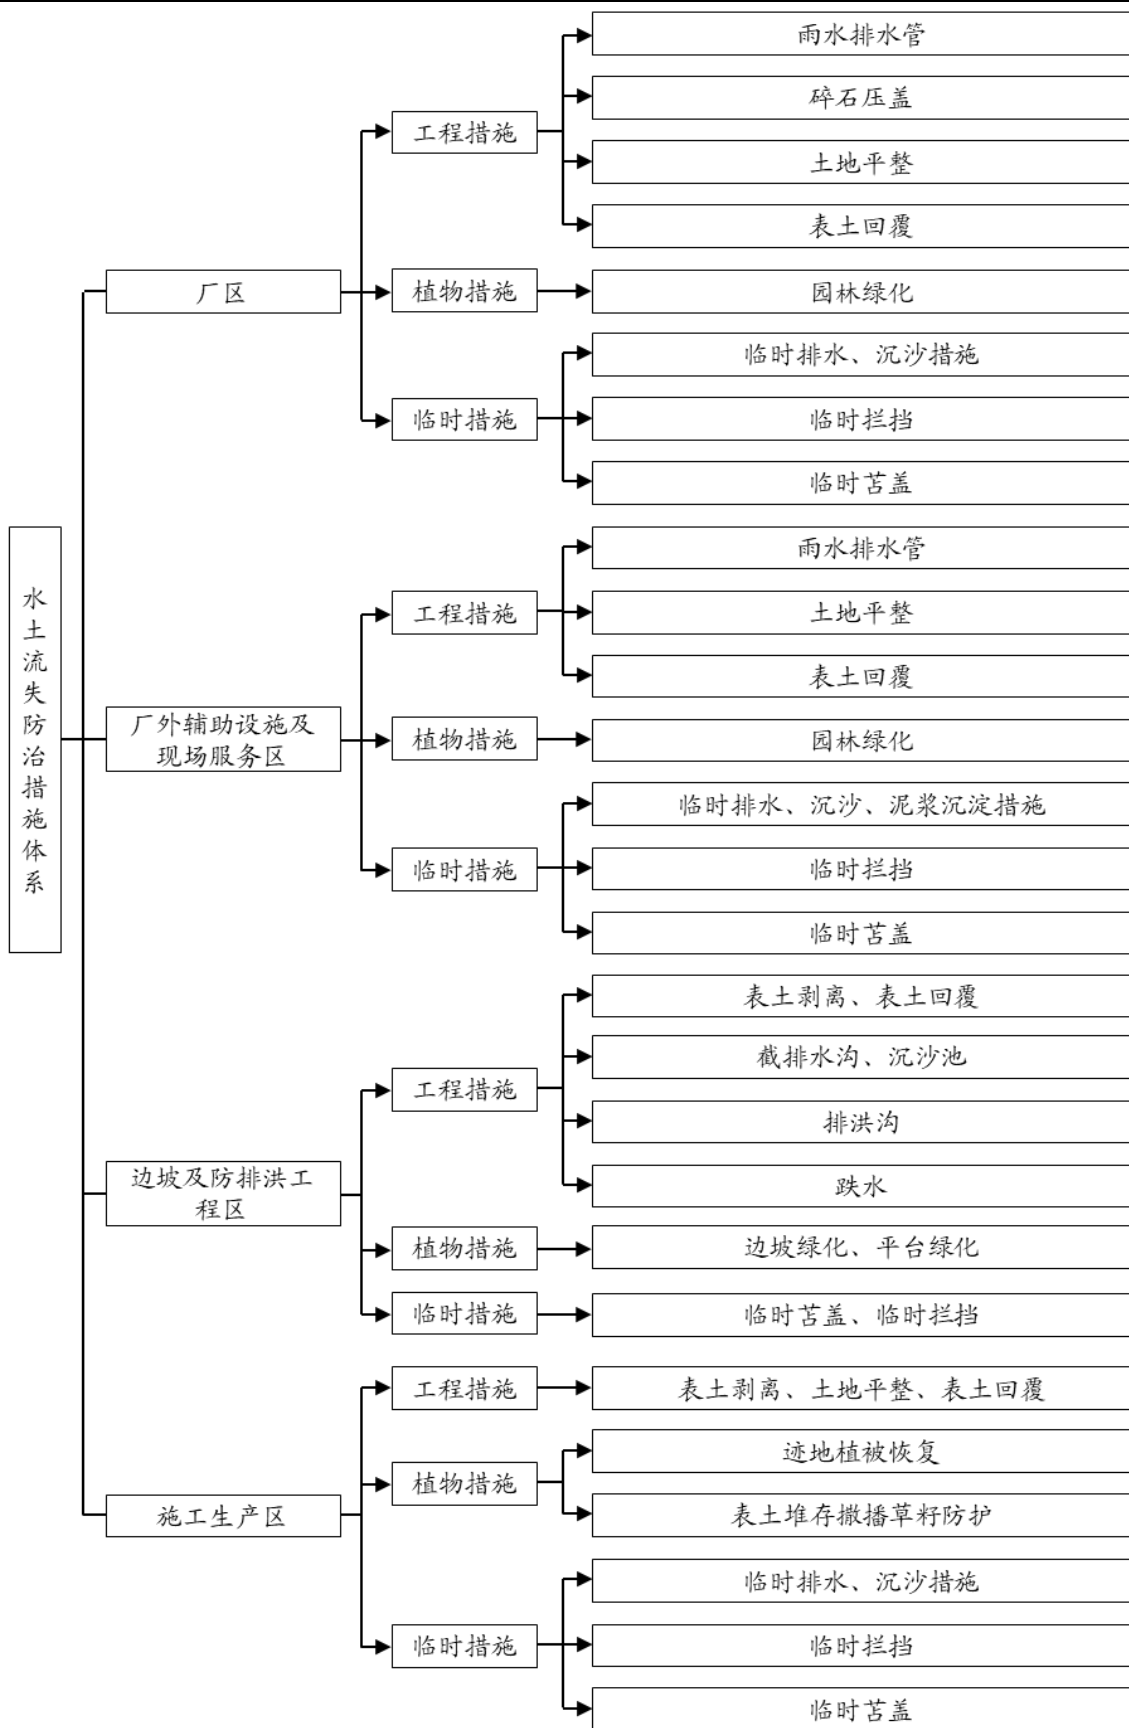 水土流失防治措施体系
厂区
工程措施
雨水排水管
碎石压盖
土地平整
表土回覆
植物措施
园林绿化
临时措施
临时排水、沉沙措施
临时拦挡
临时苫盖
厂外辅助设施及
现场服务区
工程措施
雨水排水管
土地平整
表土回覆
植物措施
园林绿化
临时措施
临时排水、沉沙、泥浆沉淀措施
临时拦挡
临时苫盖
边坡及防排洪工
程区
工程措施
表土剥离、表土回覆
截排水沟、沉沙池
排洪沟
跌水
植物措施
边坡绿化、平台绿化
临时措施
临时苫盖、临时拦挡
施工生产区
工程措施
表土剥离、土地平整、表土回覆
植物措施
迹地植被恢复
表土堆存撒播草籽防护
临时措施
临时排水、沉沙措施
临时拦挡
临时苫盖